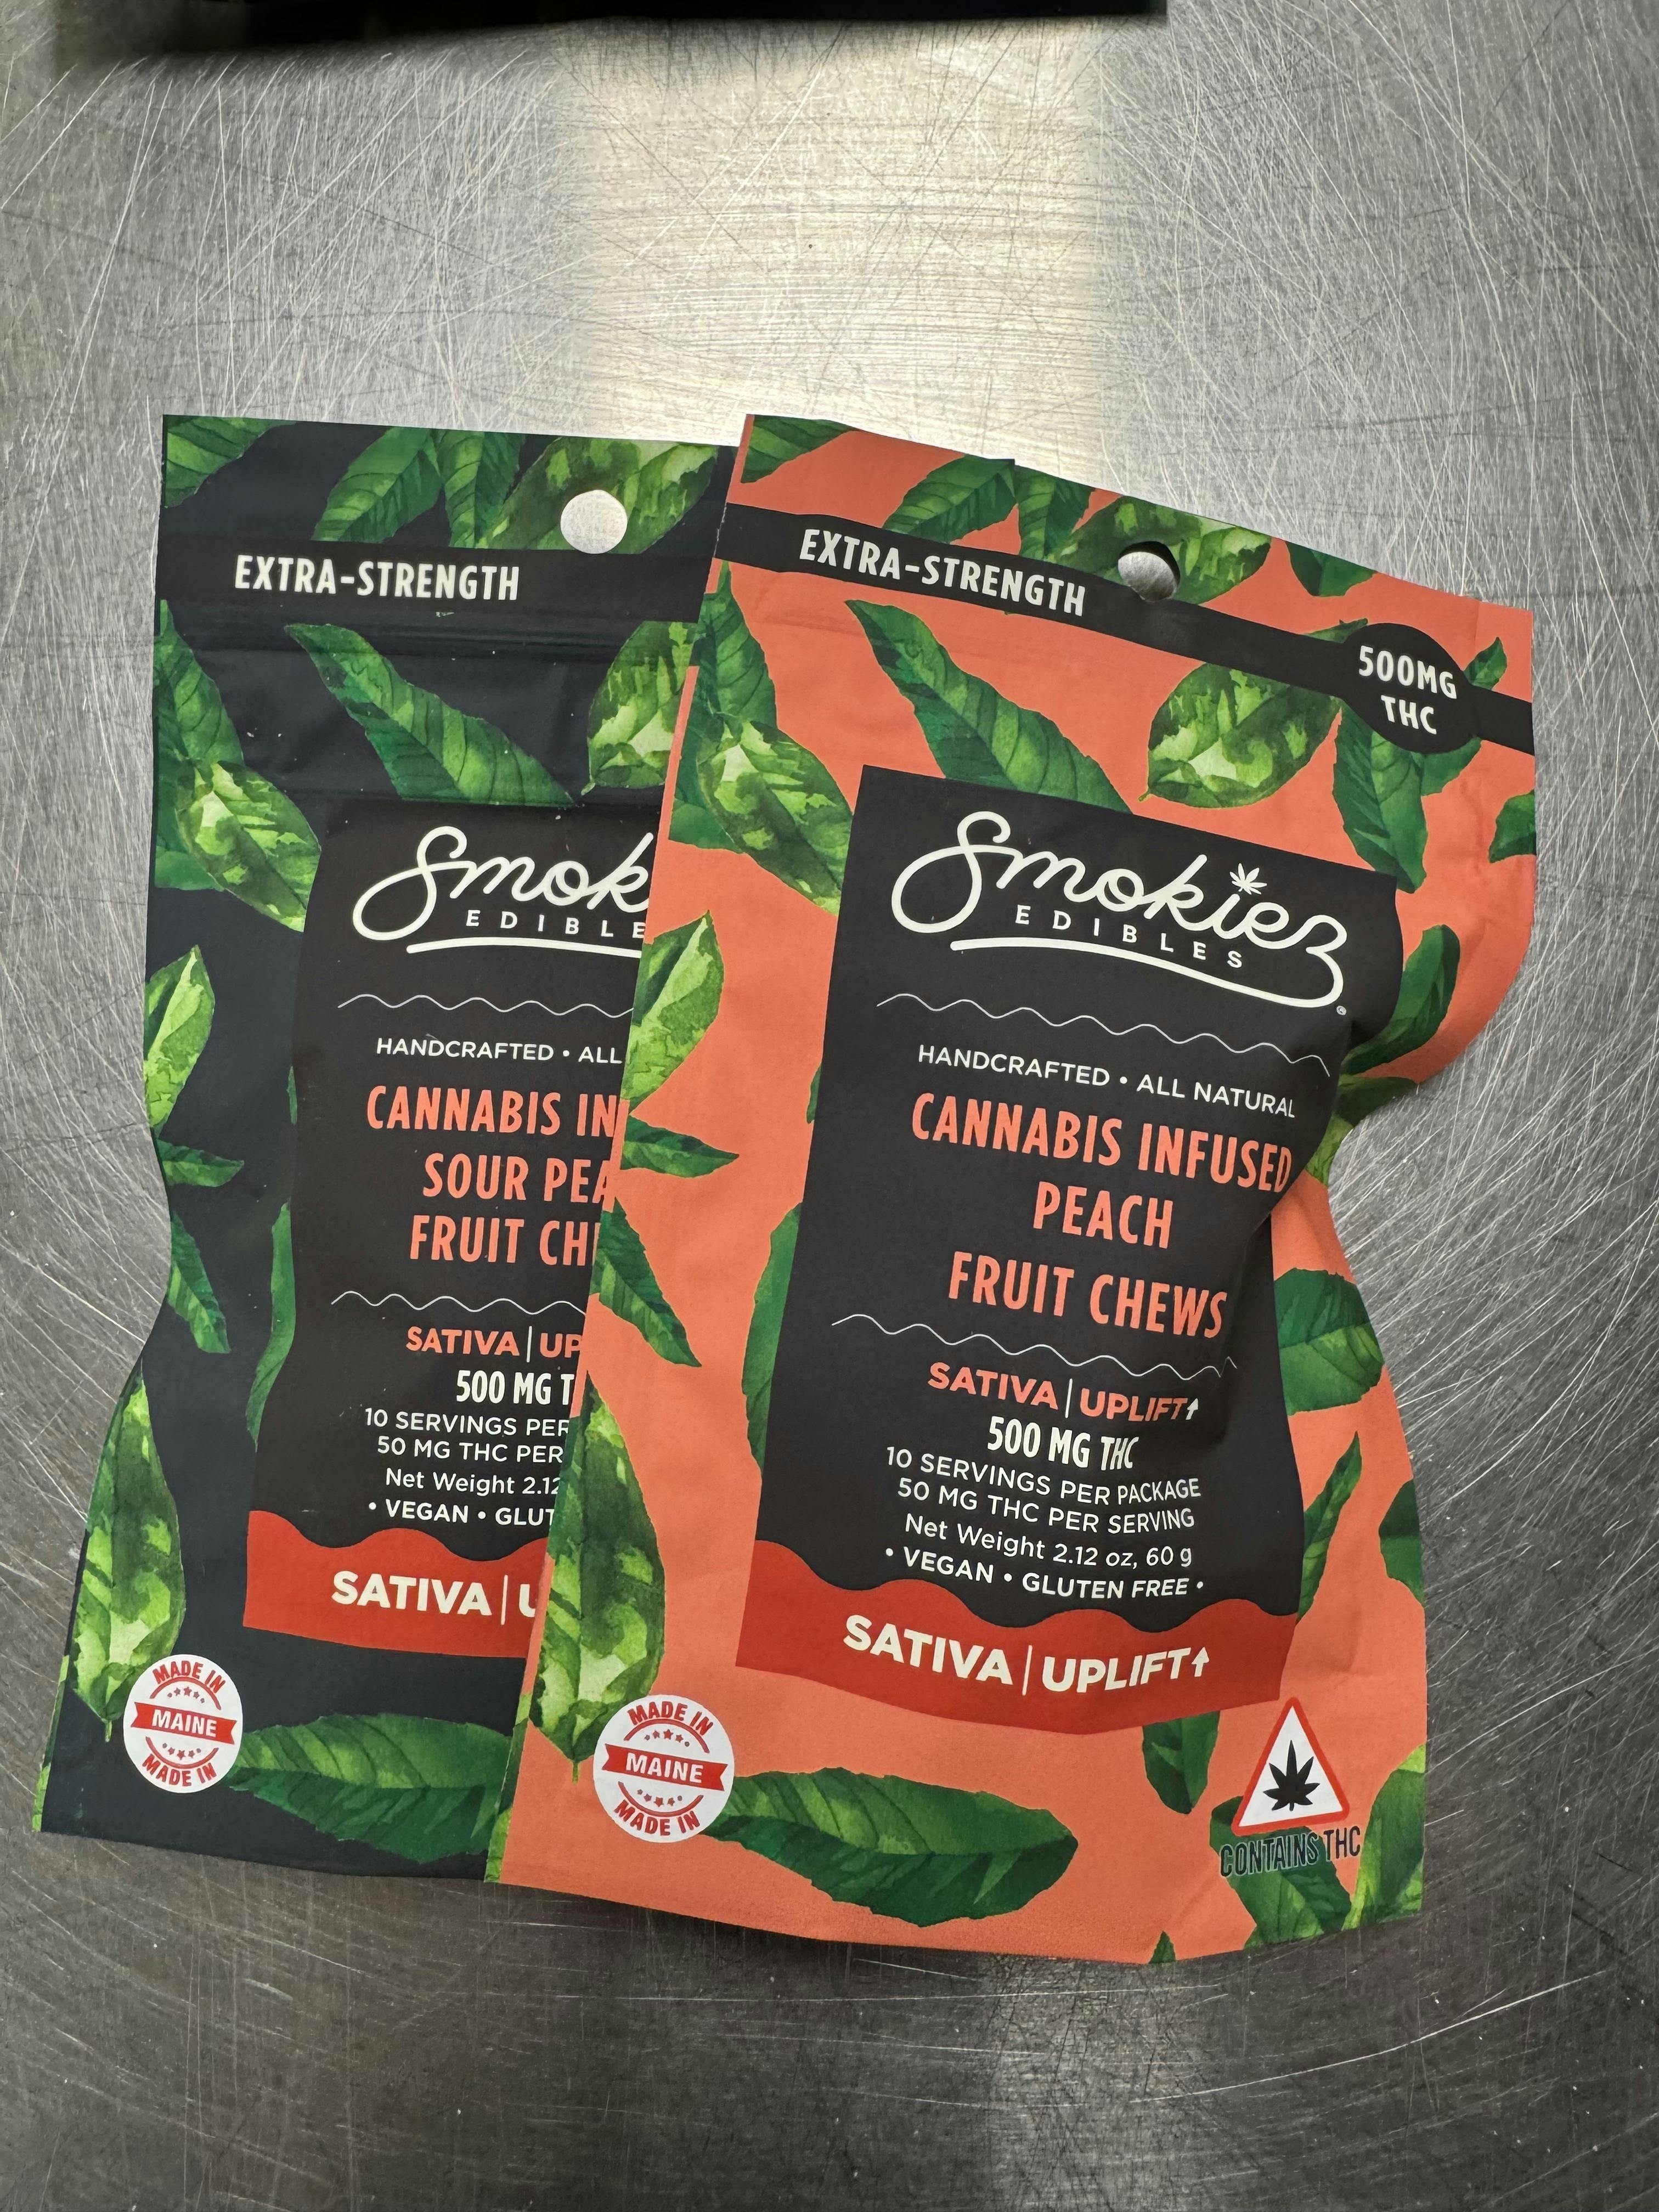 EXTRA-STRENGTH
Smok
EDIBLE
HANDCRAFTED • ALL
CANNABIS IN
SOUR PEA
FRUIT CH
SATIVA | UP
500 MG T
10 SERVINGS PER
50 MG THC PER
Net Weight 2.12
• VEGAN • GLUT
SATIVA | U
MADE IN
MAINE
MADE IN
EXTRA-STRENGTH
500MG
THC
Smokiez
EDIBLES
®
HANDCRAFTED • ALL NATURAL
CANNABIS INFUSED
PEACH
FRUIT CHEWS
SATIVA | UPLIFT↑
500 MG THC
10 SERVINGS PER PACKAGE
50 MG THC PER SERVING
Net Weight 2.12 oz, 60 g
• VEGAN • GLUTEN FREE •
SATIVA | UPLIFT↑
MADE IN
MAINE
MADE IN
CONTAINS THC